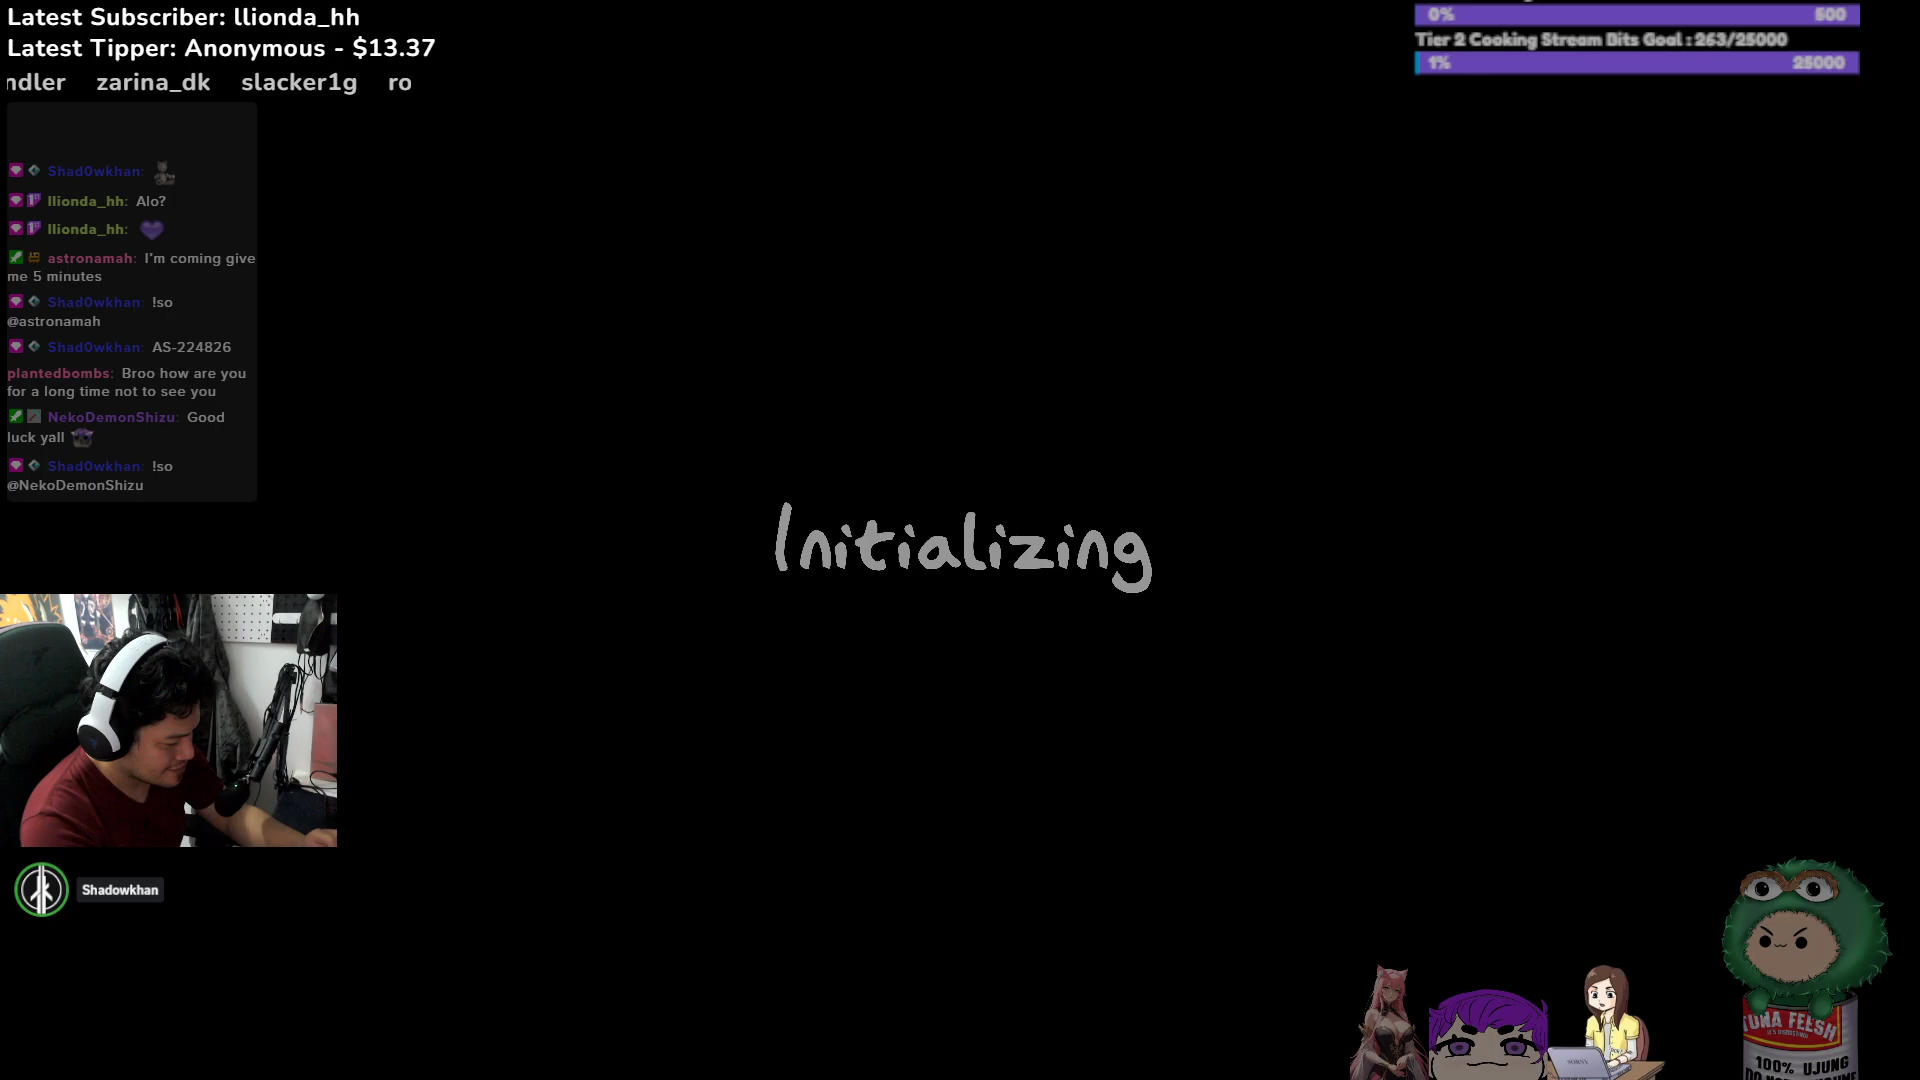 Latest Subscriber: llionda_hh
Latest Tipper: Anonymous - $13.37
ndler zarina_dk slacker1g ro
0% 500
Tier 2 Cooking Stream Bits Goal : 263/25000
1% 25000
Shad0wkhan:
llionda_hh: Alo?
llionda_hh:
astronamah: I'm coming give
me 5 minutes
Shad0wkhan: !so
@astronamah
Shad0wkhan: AS-224826
plantedbombs: Broo how are you
for a long time not to see you
NekoDemonShizu: Good
luck yall
Shad0wkhan: !so
@NekoDemonShizu
Initializing
Shadowkhan
TUNA FEESH
100% UJUNG